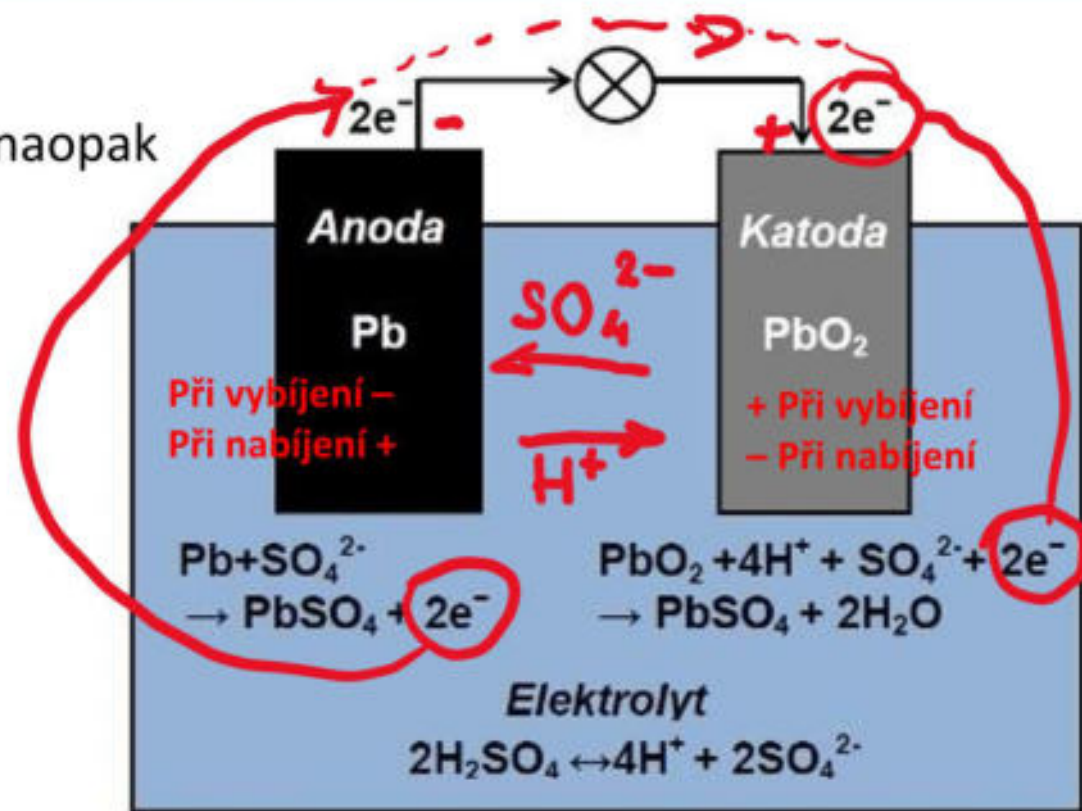 2e⁻ - + 2e⁻
naopak
Anoda Katoda
SO₄²⁻
Pb PbO₂
Při vybíjení – + Při vybíjení
Při nabíjení + – Při nabíjení
H⁺
Pb+SO₄²⁻ PbO₂ +4H⁺ + SO₄²⁻+ 2e⁻
→ PbSO₄ + 2e⁻ → PbSO₄ + 2H₂O
Elektrolyt
2H₂SO₄ ↔4H⁺ + 2SO₄²⁻